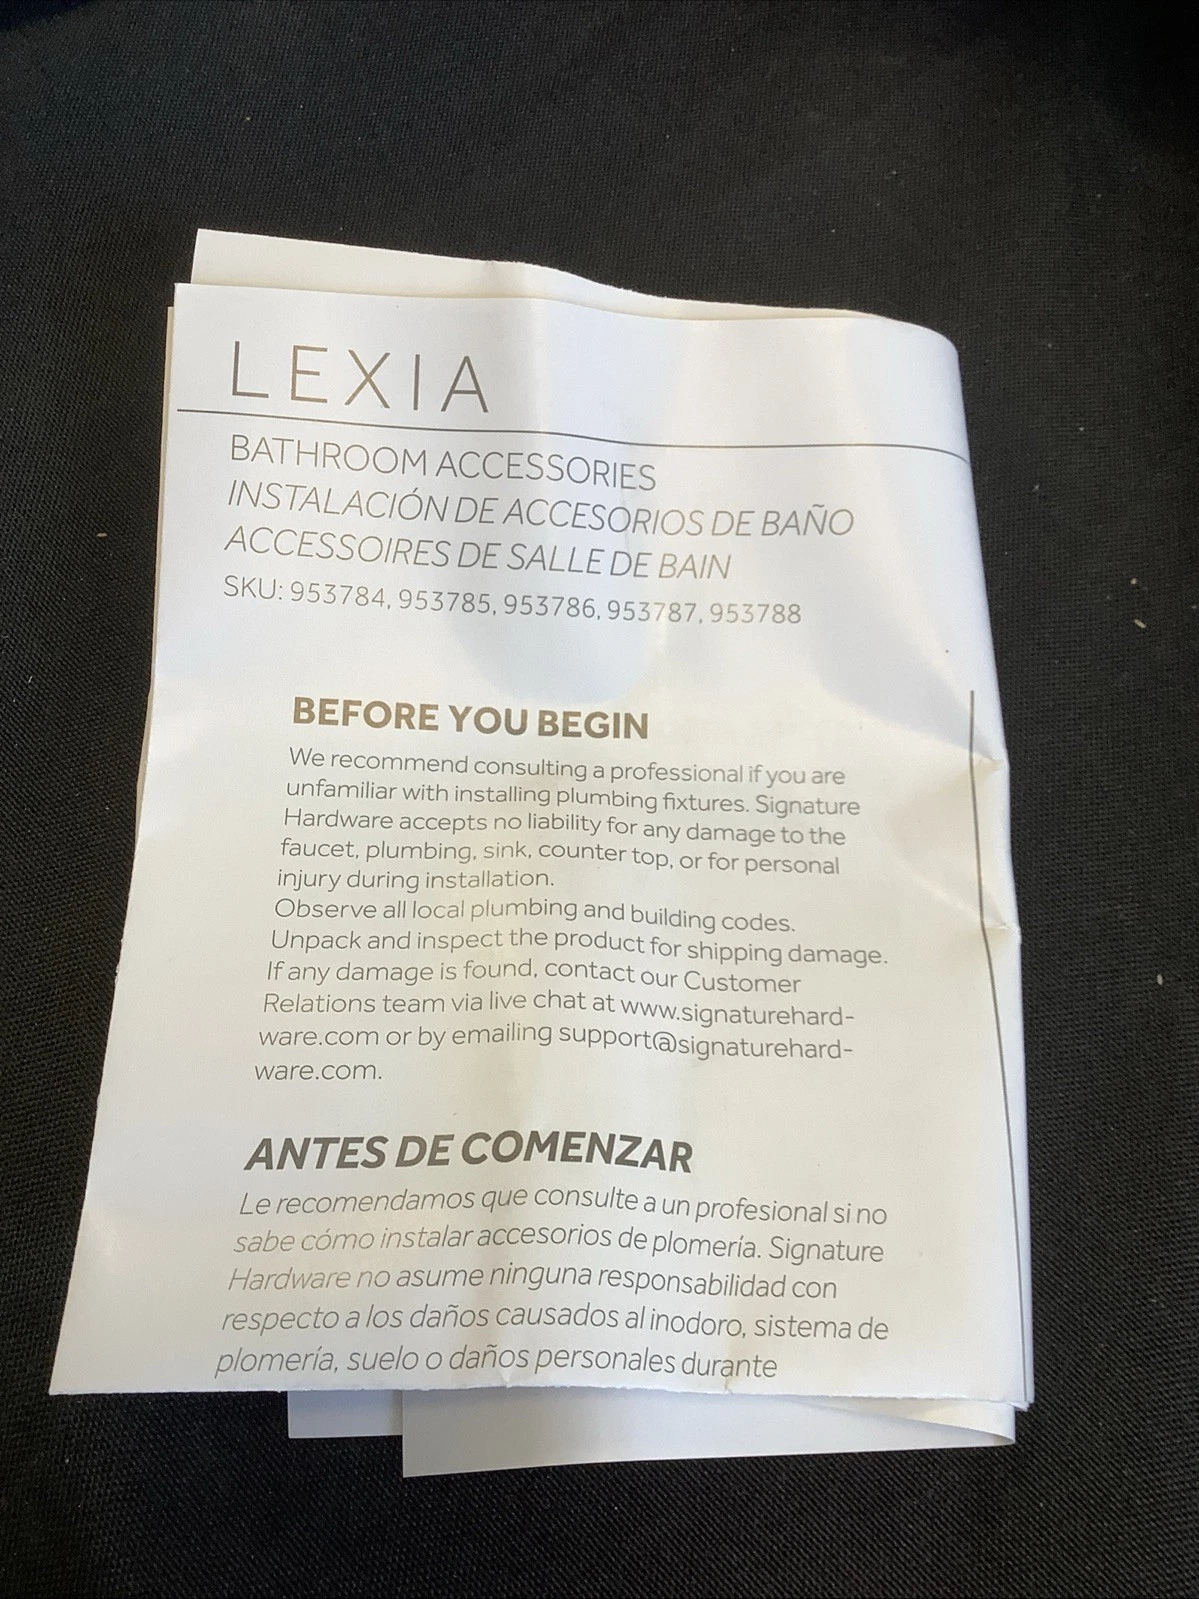 LEXIA
BATHROOM ACCESSORIES
INSTALACIÓN DE ACCESORIOS DE BAÑO
ACCESSOIRES DE SALLE DE BAIN
SKU: 953784, 953785, 953786, 953787, 953788
BEFORE YOU BEGIN
We recommend consulting a professional if you are
unfamiliar with installing plumbing fixtures. Signature
Hardware accepts no liability for any damage to the
faucet, plumbing, sink, counter top, or for personal
injury during installation.
Observe all local plumbing and building codes.
Unpack and inspect the product for shipping damage.
If any damage is found, contact our Customer
Relations team via live chat at www.signaturehard-
ware.com or by emailing support@signaturehard-
ware.com.
ANTES DE COMENZAR
Le recomendamos que consulte a un profesional si no
sabe cómo instalar accesorios de plomería. Signature
Hardware no asume ninguna responsabilidad con
respecto a los daños causados al inodoro, sistema de
plomería, suelo o daños personales durante